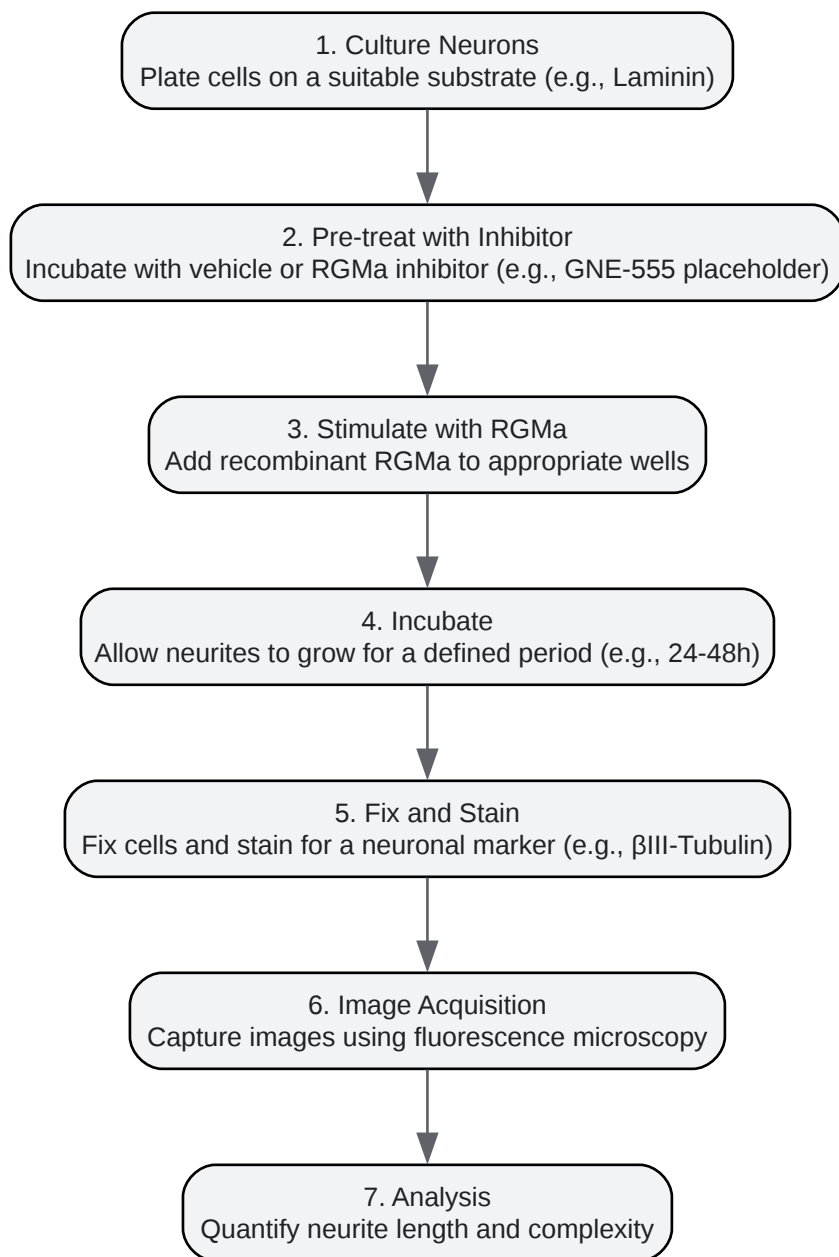 1. Culture Neurons
Plate cells on a suitable substrate (e.g., Laminin)
2. Pre-treat with Inhibitor
Incubate with vehicle or RGMa inhibitor (e.g., GNE-555 placeholder)
3. Stimulate with RGMa
Add recombinant RGMa to appropriate wells
4. Incubate
Allow neurites to grow for a defined period (e.g., 24-48h)
5. Fix and Stain
Fix cells and stain for a neuronal marker (e.g., βIII-Tubulin)
6. Image Acquisition
Capture images using fluorescence microscopy
7. Analysis
Quantify neurite length and complexity